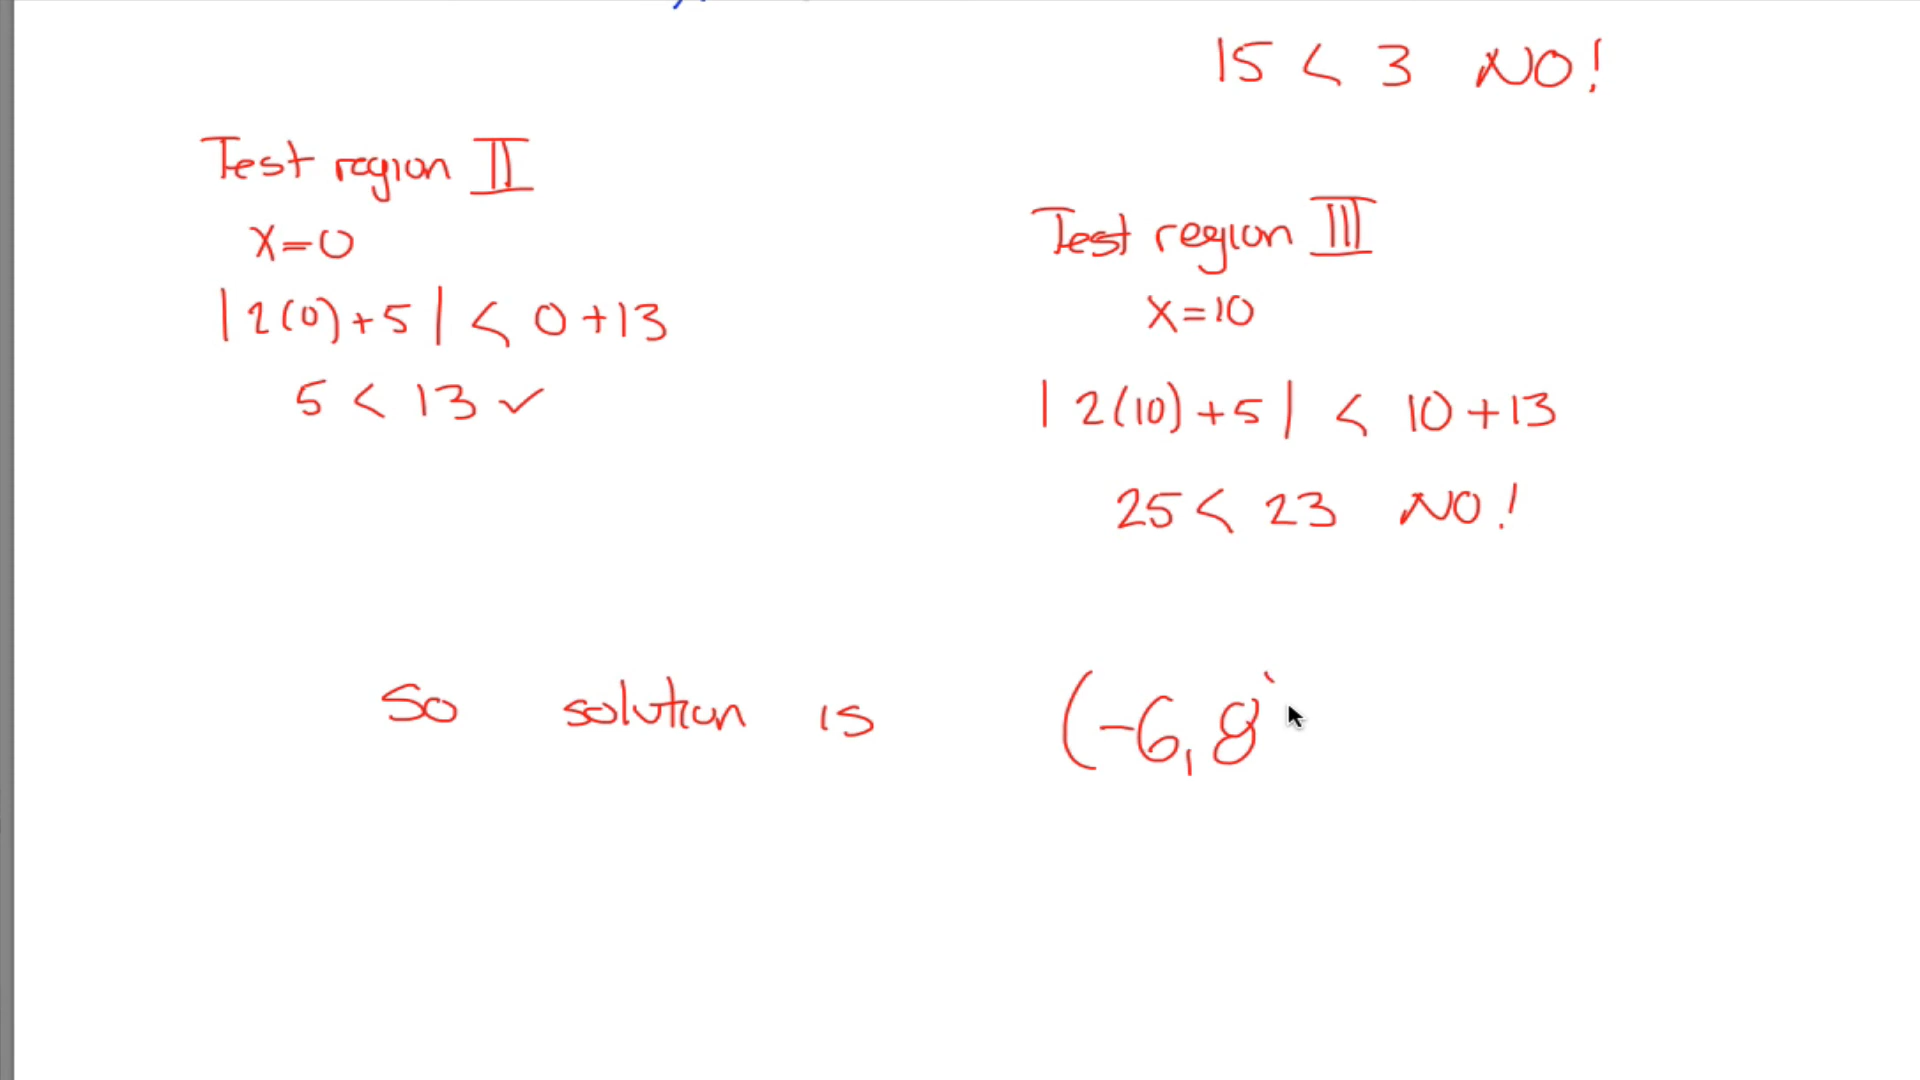 15 < 3 NO!
Test region II
x=0
|2(0)+5| < 0+13
5 < 13 ✓
Test region III
x=10
|2(10)+5| < 10+13
25 < 23 NO!
So solution is (-6, 8